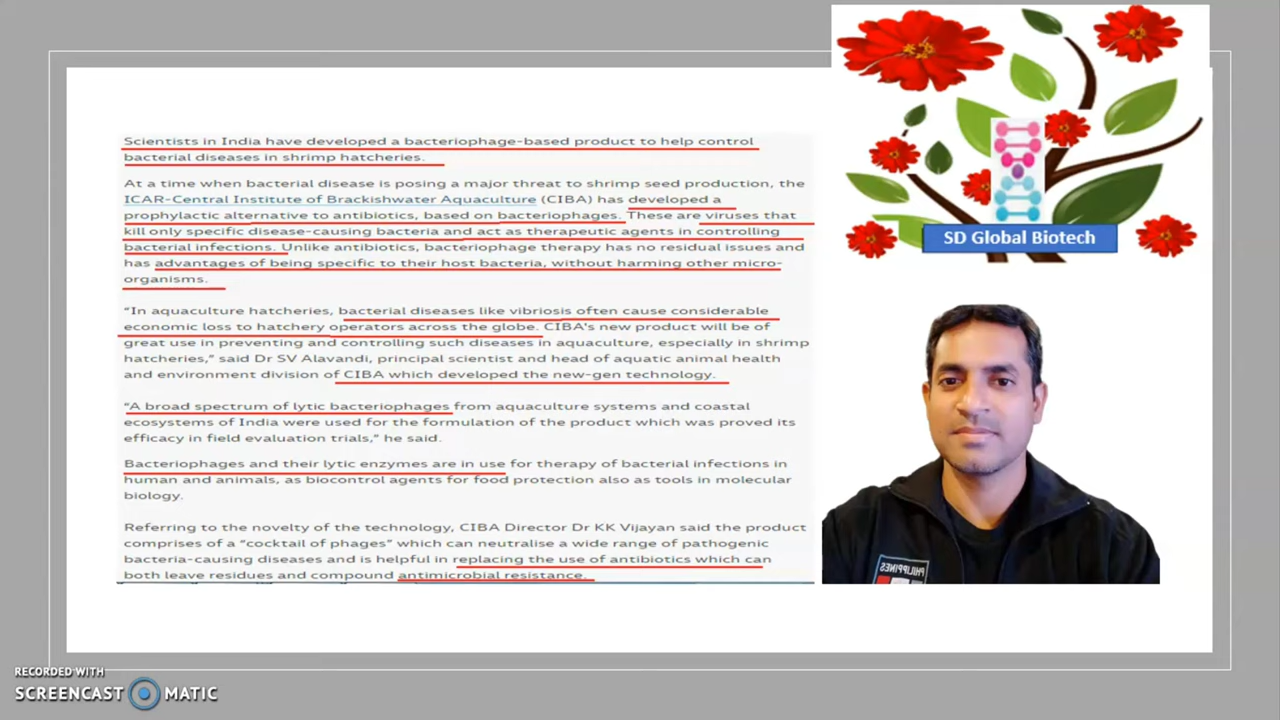 Scientists in India have developed a bacteriophage-based product to help control
bacterial diseases in shrimp hatcheries.
At a time when bacterial disease is posing a major threat to shrimp seed production, the
ICAR-Central Institute of Brackishwater Aquaculture (CIBA) has developed a
prophylactic alternative to antibiotics, based on bacteriophages. These are viruses that
kill only specific disease-causing bacteria and act as therapeutic agents in controlling
bacterial infections. Unlike antibiotics, bacteriophage therapy has no residual issues and
has advantages of being specific to their host bacteria, without harming other micro-
organisms.
“In aquaculture hatcheries, bacterial diseases like vibriosis often cause considerable
economic loss to hatchery operators across the globe. CIBA's new product will be of
great use in preventing and controlling such diseases in aquaculture, especially in shrimp
hatcheries,” said Dr SV Alavandi, principal scientist and head of aquatic animal health
and environment division of CIBA which developed the new-gen technology.
“A broad spectrum of lytic bacteriophages from aquaculture systems and coastal
ecosystems of India were used for the formulation of the product which was proved its
efficacy in field evaluation trials,” he said.
Bacteriophages and their lytic enzymes are in use for therapy of bacterial infections in
human and animals, as biocontrol agents for food protection also as tools in molecular
biology.
Referring to the novelty of the technology, CIBA Director Dr KK Vijayan said the product
comprises of a “cocktail of phages” which can neutralise a wide range of pathogenic
bacteria-causing diseases and is helpful in replacing the use of antibiotics which can
both leave residues and compound antimicrobial resistance.
SD Global Biotech
PHILIPPINES
RECORDED WITH
SCREENCAST MATIC